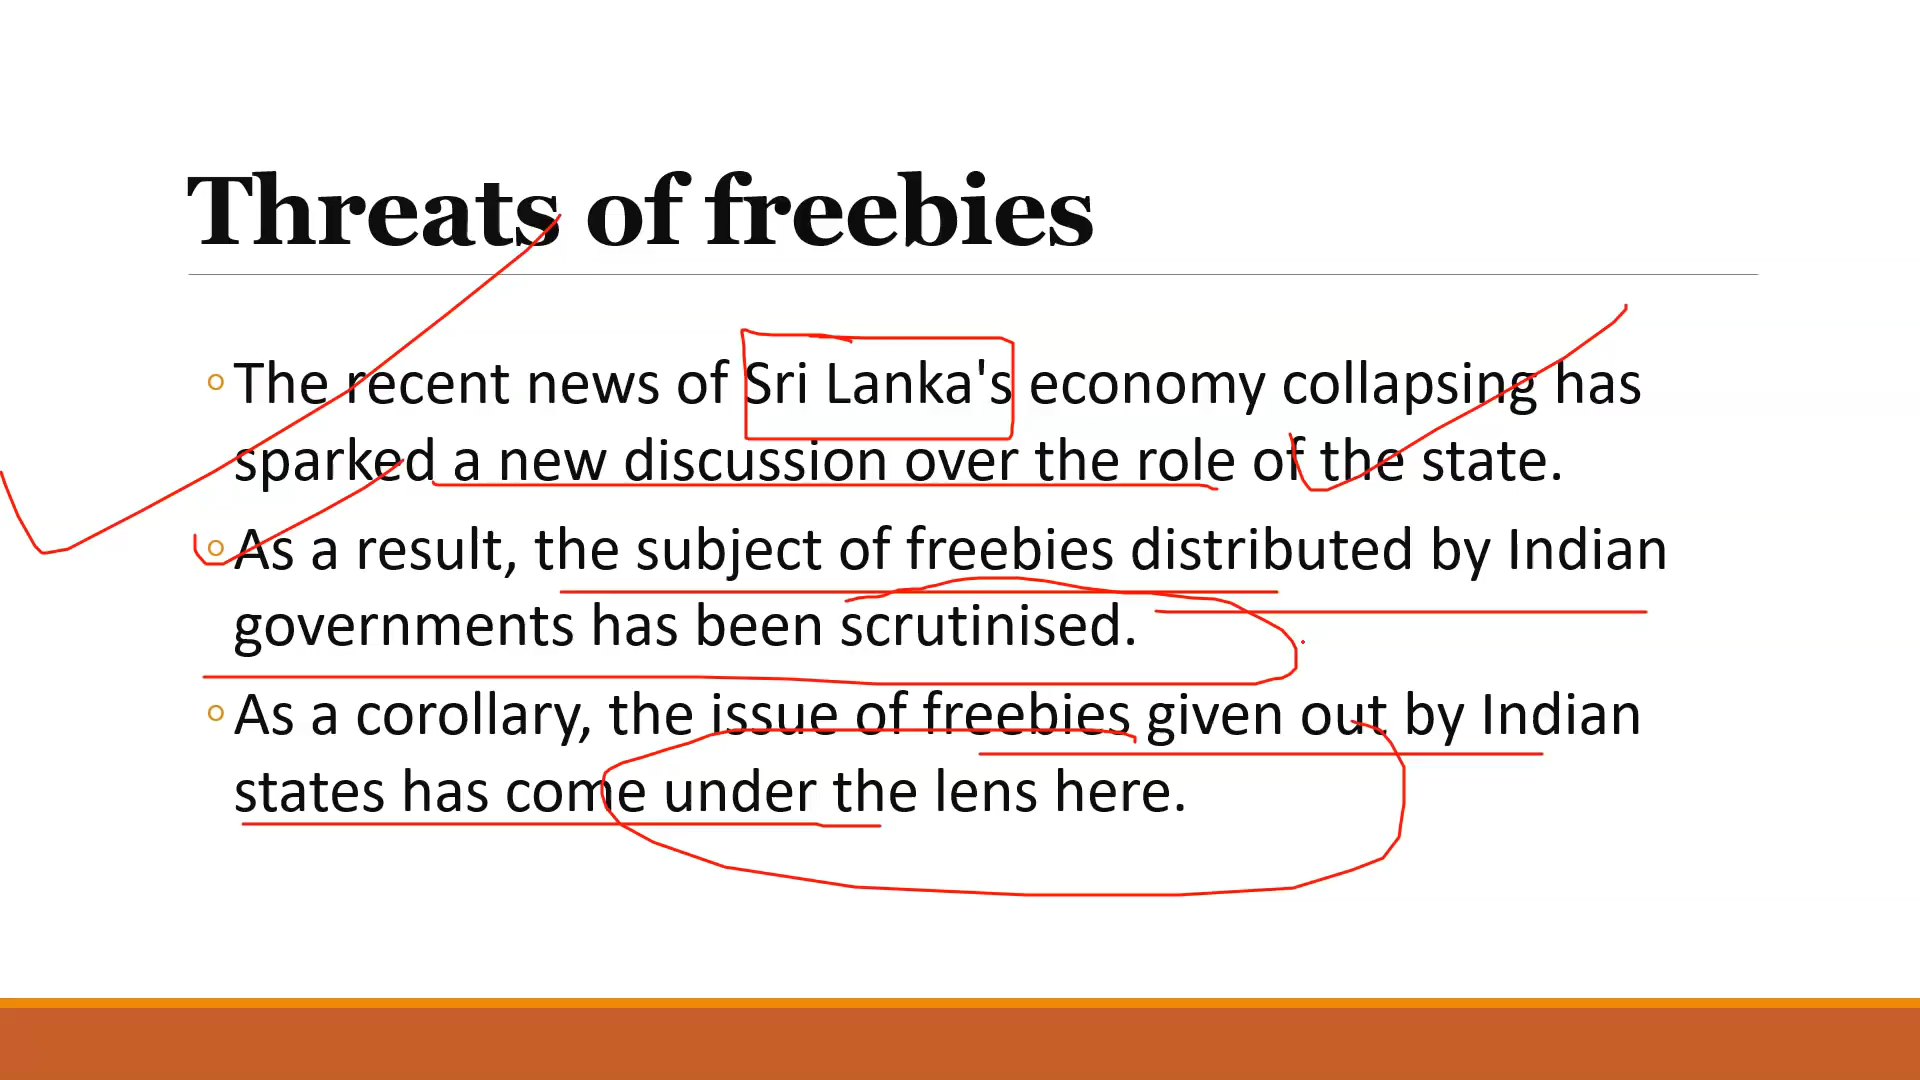 Threats of freebies
The recent news of Sri Lanka's economy collapsing has
sparked a new discussion over the role of the state.
As a result, the subject of freebies distributed by Indian
governments has been scrutinised.
As a corollary, the issue of freebies given out by Indian
states has come under the lens here.